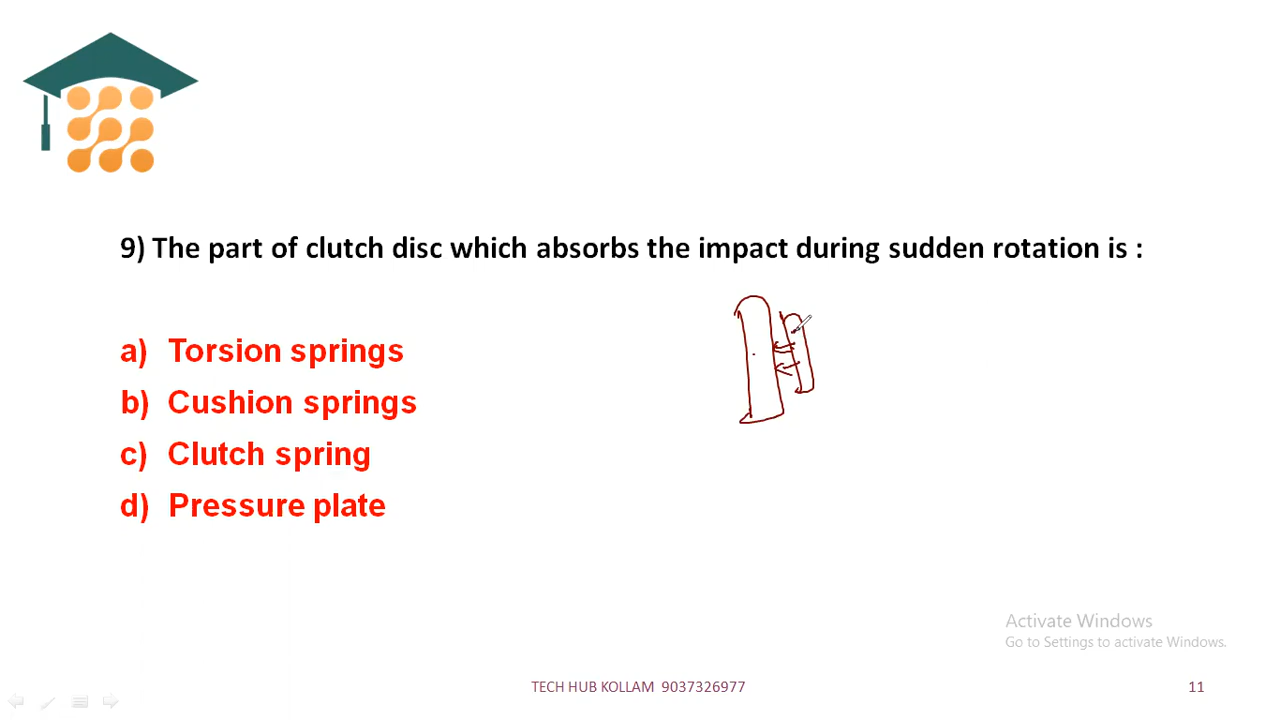 9) The part of clutch disc which absorbs the impact during sudden rotation is :
a) Torsion springs
b) Cushion springs
c) Clutch spring
d) Pressure plate
Activate Windows
Go to Settings to activate Windows.
TECH HUB KOLLAM 9037326977
11